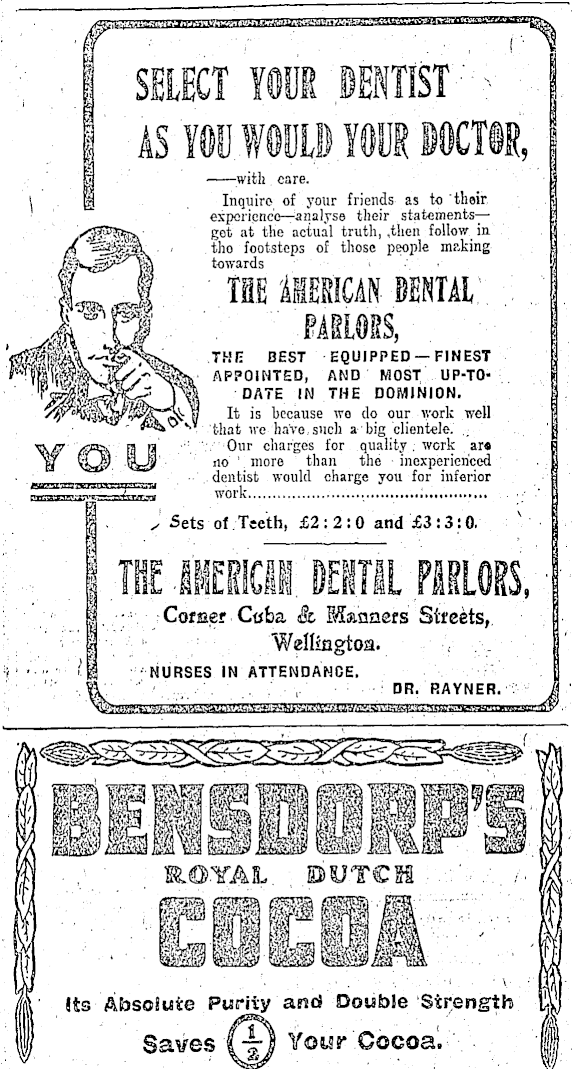 SELECT YOUR DENTIST
AS YOU WOULD YOUR DOCTOR,
—with care.
Inquire of your friends as to their
experience—analyse their statements—
get at the actual truth, then follow in
the footsteps of those people making
towards
THE AMERICAN DENTAL
PARLORS,
THE BEST EQUIPPED—FINEST
APPOINTED, AND MOST UP-TO-
DATE IN THE DOMINION.
It is because we do our work well
that we have such a big clientele.
Our charges for quality work are
no more than the inexperienced
dentist would charge you for inferior
work..............................................
YOU
Sets of Teeth, £2:2:0 and £3:3:0.
THE AMERICAN DENTAL PARLORS,
Corner Cuba & Manners Streets,
Wellington.
NURSES IN ATTENDANCE.
DR. RAYNER.
BENSDORP'S
ROYAL DUTCH
COCOA
Its Absolute Purity and Double Strength
Saves 1/2 Your Cocoa.